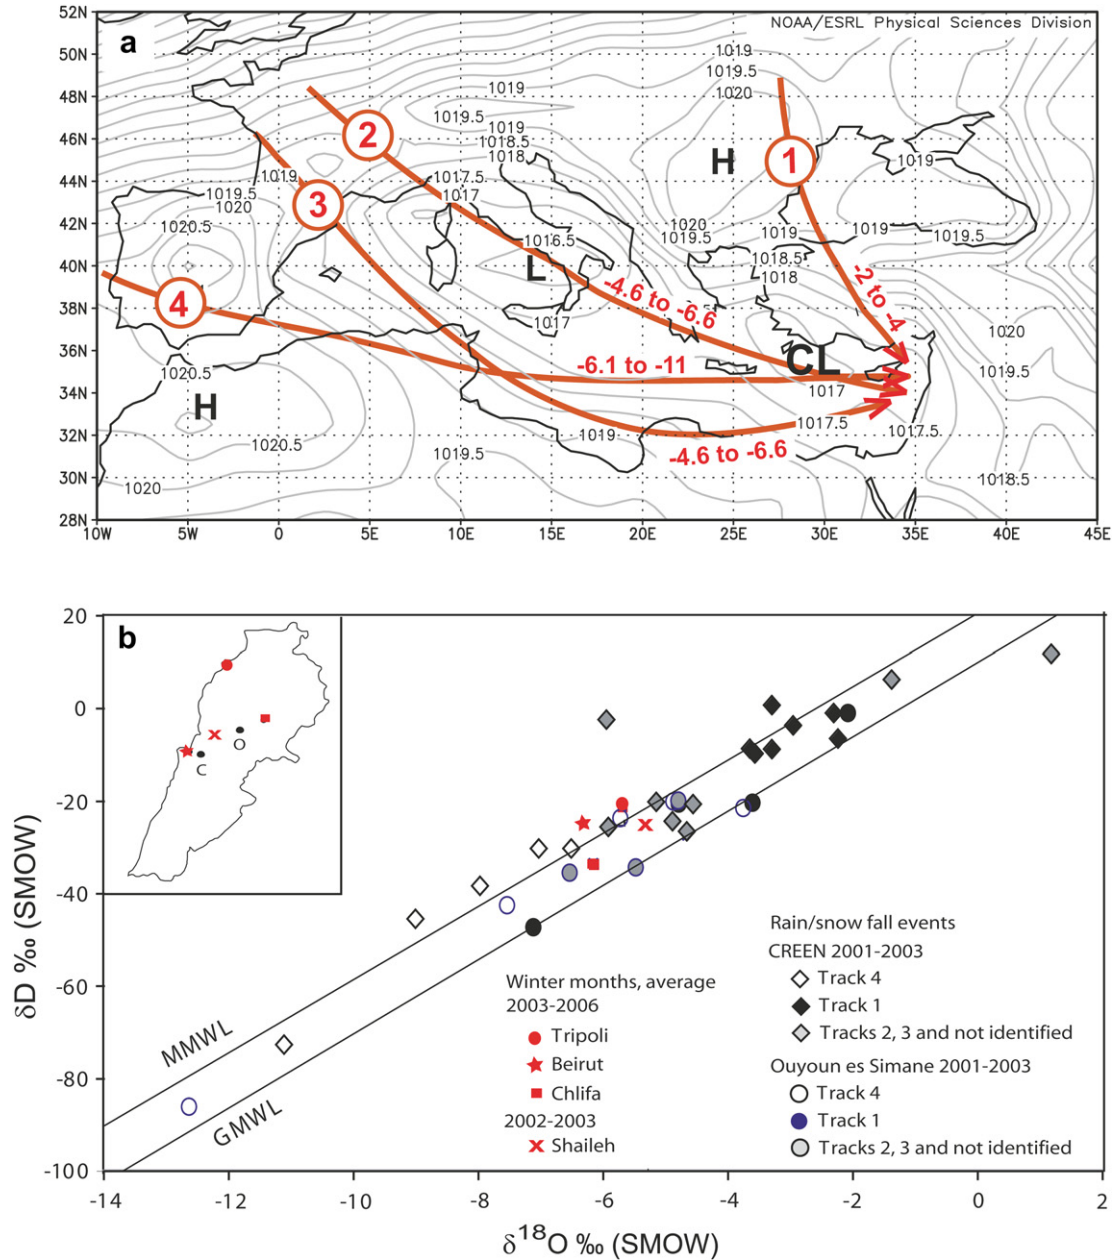 NOAA/ESRL Physical Sciences Division
a
52N
50N
48N
46N
44N
42N
40N
38N
36N
34N
32N
30N
28N
10W 5W 0 5E 10E 15E 20E 25E 30E 35E 40E 45E
1019
1019.5
1020
1019
1019.5
1019
1018.5
1018
1017.5
1017
1019
1019.5
1020
1020.5
1016.5
1017
1020
1019.5
1019
1018.5
1018
1019
1019
1019.5
1020
1019.5
1018.5
1017
1017.5
1017.5
1019
1019.5
1020.5
1020.5
1020
H
H
L
CL
1
2
3
4
-2 to -4
-4.6 to -6.6
-6.1 to -11
-4.6 to -6.6
b
O
C
20
0
-20
-40
-60
-80
-100
δD ‰ (SMOW)
MMWL
GMWL
Winter months, average
2003-2006
Tripoli
Beirut
Chlifa
2002-2003
Shaileh
Rain/snow fall events
CREEN 2001-2003
Track 4
Track 1
Tracks 2, 3 and not identified
Ouyoun es Simane 2001-2003
Track 4
Track 1
Tracks 2, 3 and not identified
-14 -12 -10 -8 -6 -4 -2 0 2
δ18O ‰ (SMOW)